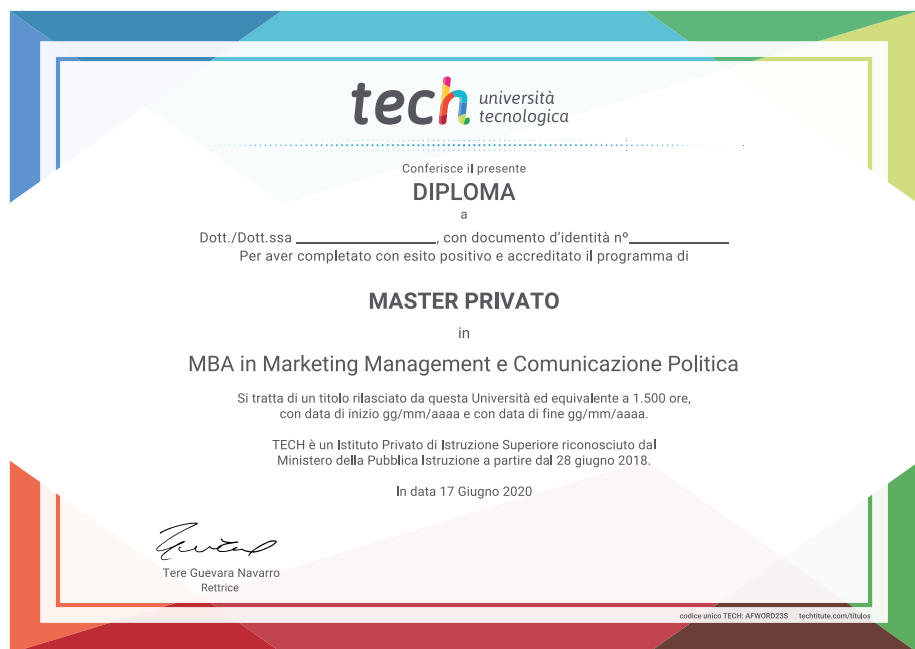 tech università
tecnologica
Conferisce il presente
DIPLOMA
a
Dott./Dott.ssa ____________________, con documento d'identità nº______________
Per aver completato con esito positivo e accreditato il programma di
MASTER PRIVATO
in
MBA in Marketing Management e Comunicazione Politica
Si tratta di un titolo rilasciato da questa Università ed equivalente a 1.500 ore,
con data di inizio gg/mm/aaaa e con data di fine gg/mm/aaaa.
TECH è un Istituto Privato di Istruzione Superiore riconosciuto dal
Ministero della Pubblica Istruzione a partire dal 28 giugno 2018.
In data 17 Giugno 2020
Tere Guevara Navarro
Rettrice
codice unico TECH: AFWORD23S techtitute.com/títulos